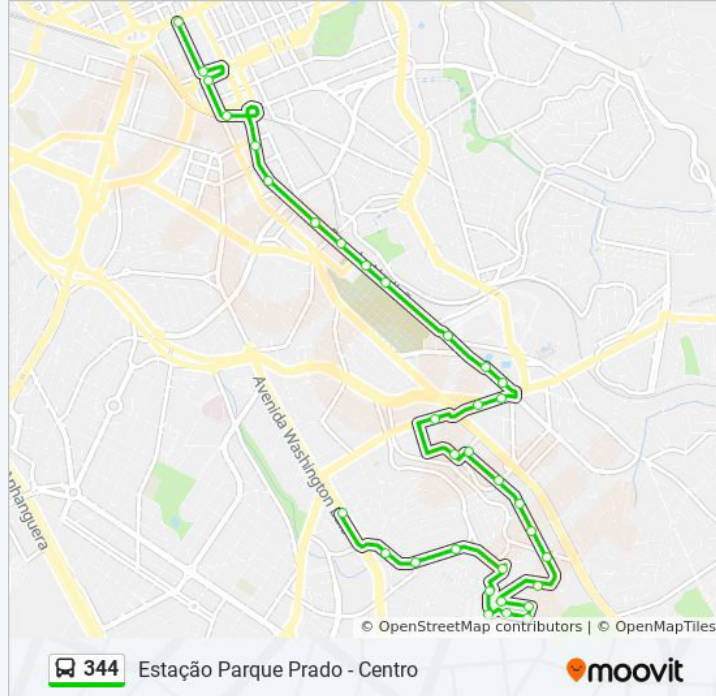 Avenida Washington
Anhanguera
© OpenStreetMap contributors | © OpenMapTiles
344 Estação Parque Prado - Centro
moovit